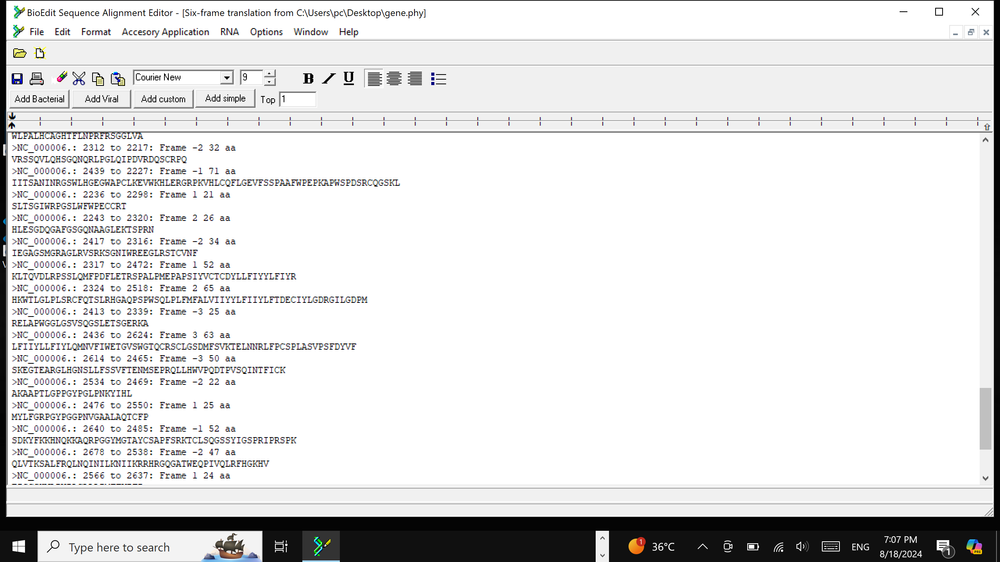 BioEdit Sequence Alignment Editor - [Six-frame translation from C:\Users\pc\Desktop\gene.phy]
File Edit Format Accesory Application RNA Options Window Help
Courier New 9 B I U
Add Bacterial Add Viral Add custom Add simple Top 1
WLPALHCAGHTFLNPRFRSGGLVA
>NC_000006.: 2312 to 2217: Frame -2 32 aa
VRSSQVLQHSGQNQRLPGLQIPDVRDQSCRPQ
>NC_000006.: 2439 to 2227: Frame -1 71 aa
IITSANINRGSWLHGEGWAPCLKEVWKHLERGRPKVHLCQFLGEVFSSPAAFWPEPKAPWSPDSRCQGSKL
>NC_000006.: 2236 to 2298: Frame 1 21 aa
SLTSGIWRPGSLWFWPECCRT
>NC_000006.: 2243 to 2320: Frame 2 26 aa
HLESGDQGAFGSGQNAAGLEKTSPRN
>NC_000006.: 2417 to 2316: Frame -2 34 aa
IEGAGSMGRAGLRVSRKSGNIWREEGLRSTCVNF
>NC_000006.: 2317 to 2472: Frame 1 52 aa
KLTQVDLRPSSLQMFPDFLETRSPALPMEPAPSIYVCTCDYLLFIYYLFIYR
>NC_000006.: 2324 to 2518: Frame 2 65 aa
HKWTLGLPLSRCFQTSLRHGAQPSPWSQLPLFMFALVIIYYLFIIYLFTDECIYLGDRGILGDPM
>NC_000006.: 2413 to 2339: Frame -3 25 aa
RELAPWGGLGSVSQGSLETSGERKA
>NC_000006.: 2436 to 2624: Frame 3 63 aa
LFIIYLLFIYLQMNVFIWETGVSWGTQCRSCLGSDMFSVKTELNNRLFPCSPLASVPSFDYVF
>NC_000006.: 2614 to 2465: Frame -3 50 aa
SKEGTEARGLHGNSLLFSSVFTENMSEPRQLLHWVPQDTPVSQINTFICK
>NC_000006.: 2534 to 2469: Frame -2 22 aa
AKAAPTLGPPGYPGLPNKYIHL
>NC_000006.: 2476 to 2550: Frame 1 25 aa
MYLFGRPGYPGGPNVGAALAQTCFP
>NC_000006.: 2640 to 2485: Frame -1 52 aa
SDKYFKKHNQKKAQRPGGYMGTAYCSAPFSRKTCLSQGSSYIGSPRIPRSPK
>NC_000006.: 2678 to 2538: Frame -2 47 aa
QLVTKSALFRQLNQINILKNIIKRRHRGQGATWEQPIVQLRFHGKHV
>NC_000006.: 2566 to 2637: Frame 1 24 aa
Type here to search
1 36°C ENG 7:07 PM 1 PRE
8/18/2024